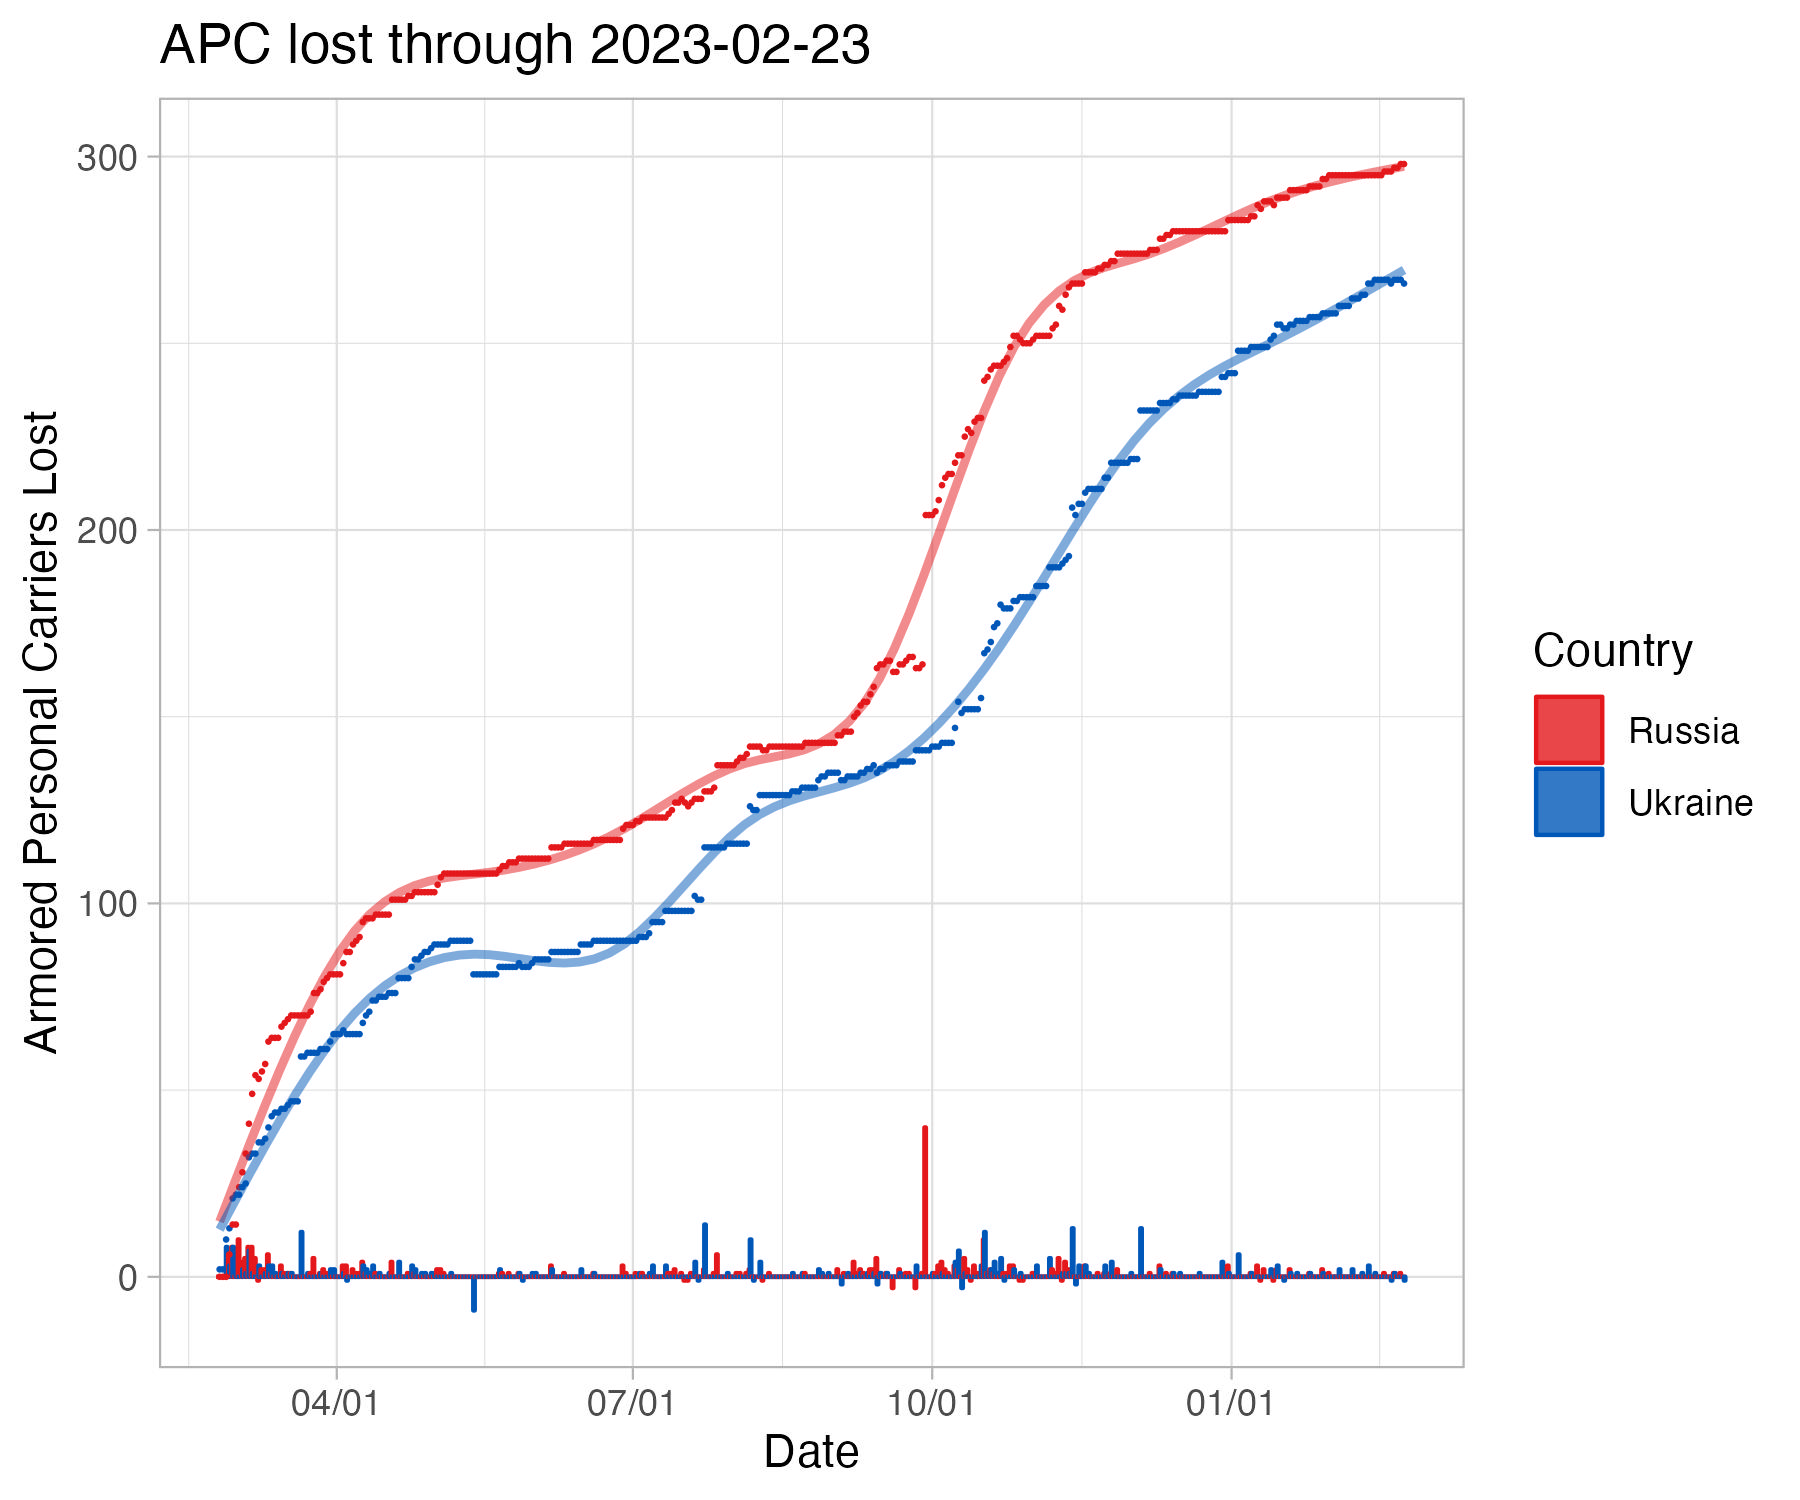 APC lost through 2023-02-23
Armored Personal Carriers Lost
300
200
100
0
04/01
07/01
10/01
01/01
Date
Country
Russia
Ukraine